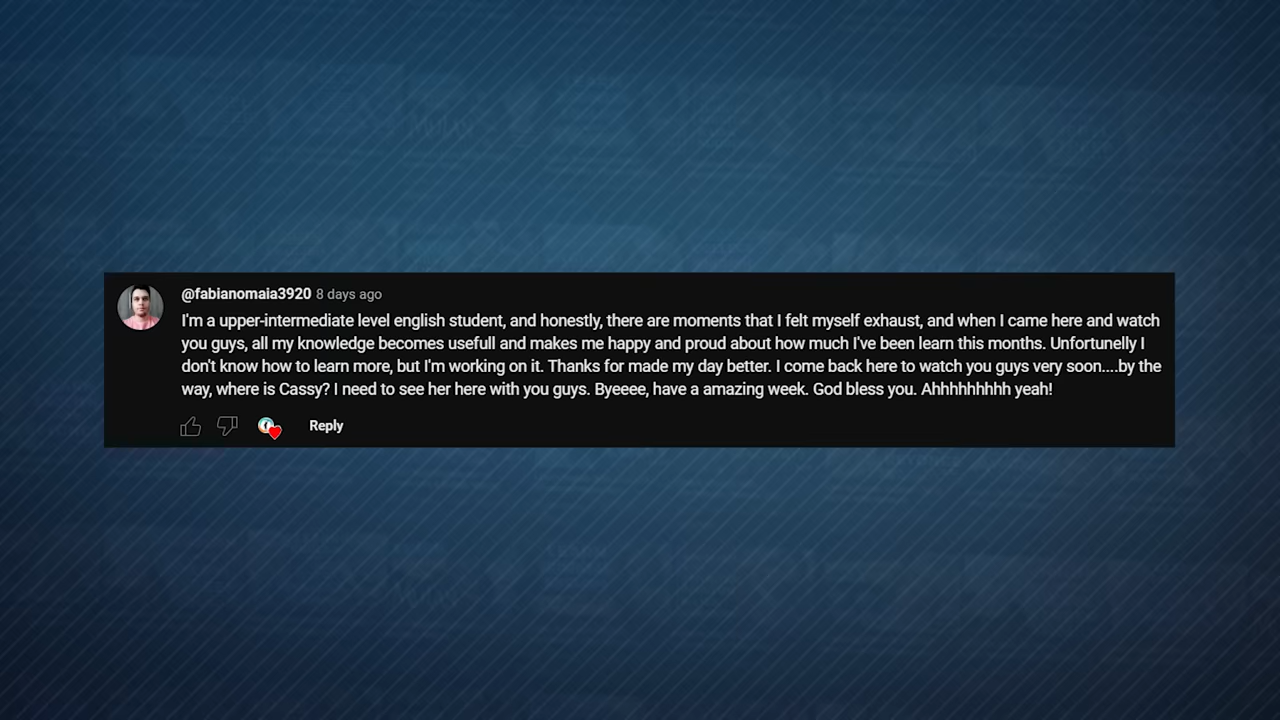 @fabianomaia3920 8 days ago
I'm a upper-intermediate level english student, and honestly, there are moments that I felt myself exhaust, and when I came here and watch
you guys, all my knowledge becomes usefull and makes me happy and proud about how much I've been learn this months. Unfortunelly I
don't know how to learn more, but I'm working on it. Thanks for made my day better. I come back here to watch you guys very soon....by the
way, where is Cassy? I need to see her here with you guys. Byeeee, have a amazing week. God bless you. Ahhhhhhhhh yeah!
Reply